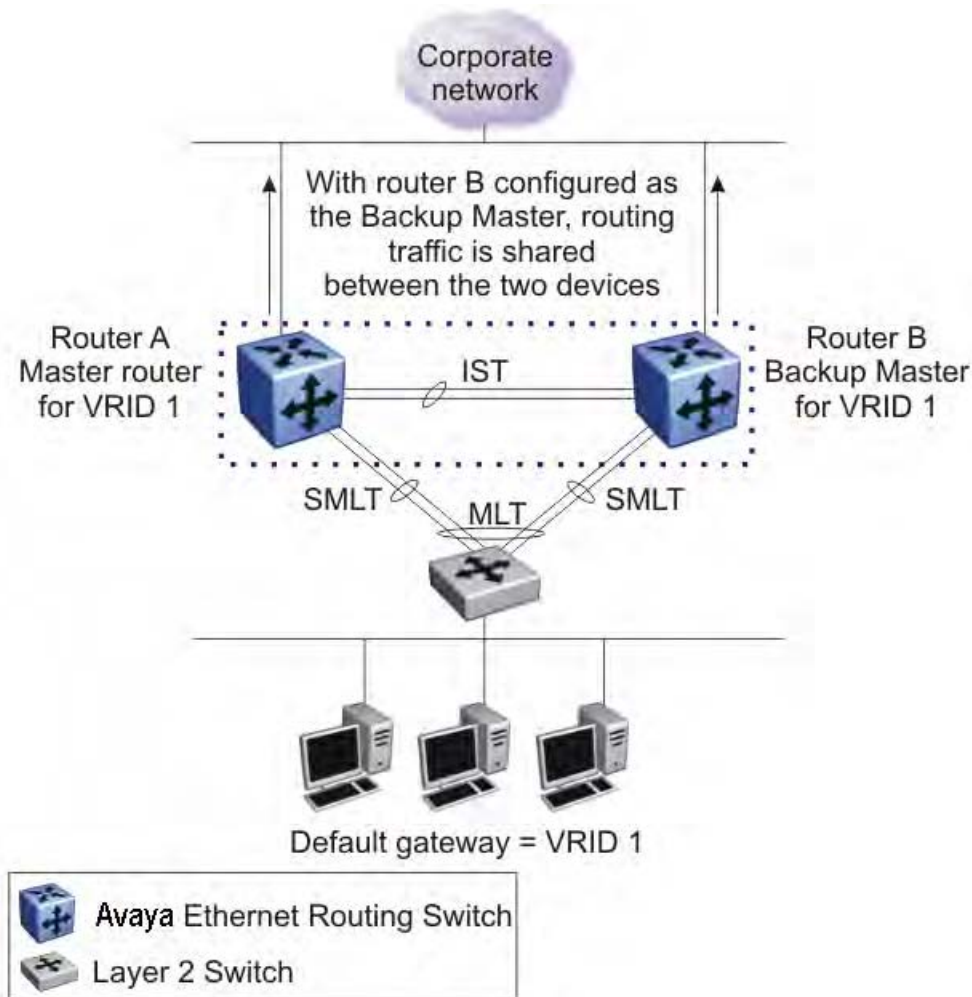 Corporate
network
With router B configured as
the Backup Master, routing
traffic is shared
between the two devices
Router A
Master router
for VRID 1
IST
Router B
Backup Master
for VRID 1
SMLT
MLT
SMLT
Default gateway = VRID 1
Avaya Ethernet Routing Switch
Layer 2 Switch